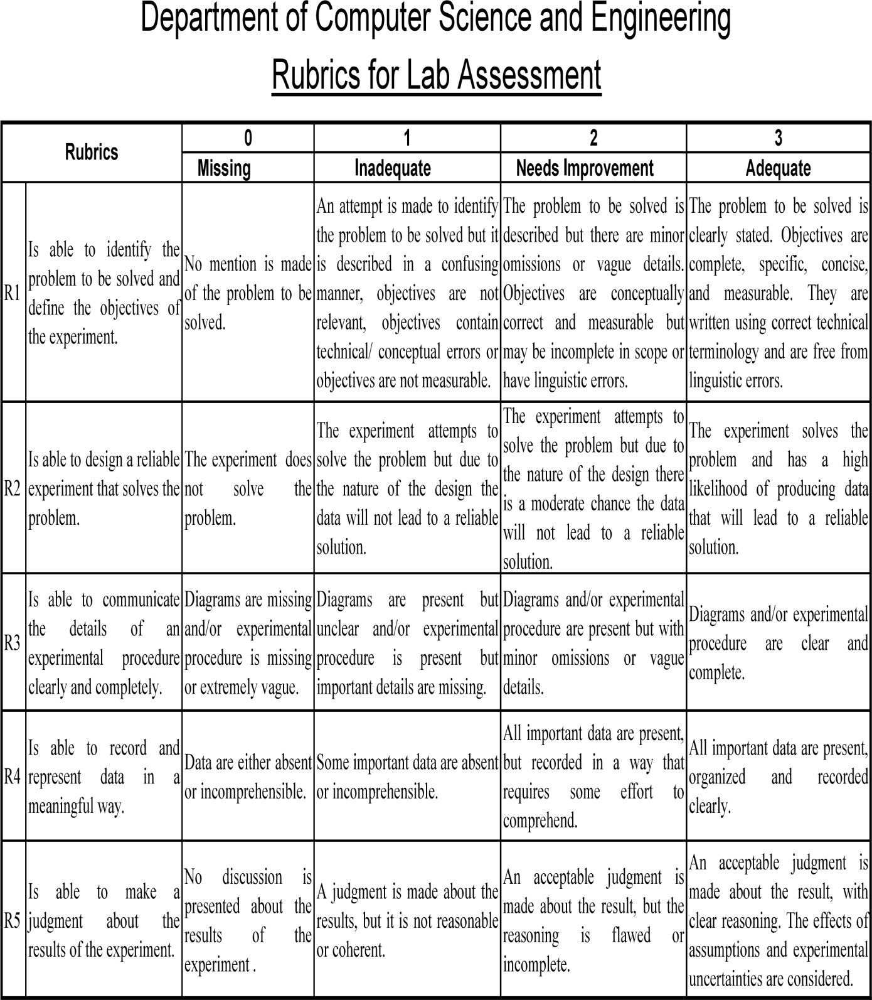 Department of Computer Science and Engineering
Rubrics for Lab Assessment
Rubrics
0
1
2
3
Missing
Inadequate
Needs Improvement
Adequate
R1
Is able to identify the
problem to be solved and
define the objectives of
the experiment.
No mention is made
of the problem to be
solved.
An attempt is made to identify
the problem to be solved but it
is described in a confusing
manner, objectives are not
relevant, objectives contain
technical/ conceptual errors or
objectives are not measurable.
The problem to be solved is
described but there are minor
omissions or vague details.
Objectives are conceptually
correct and measurable but
may be incomplete in scope or
have linguistic errors.
The problem to be solved is
clearly stated. Objectives are
complete, specific, concise,
and measurable. They are
written using correct technical
terminology and are free from
linguistic errors.
R2
Is able to design a reliable
experiment that solves the
problem.
The experiment does
not solve the
problem.
The experiment attempts to
solve the problem but due to
the nature of the design the
data will not lead to a reliable
solution.
The experiment attempts to
solve the problem but due to
the nature of the design there
is a moderate chance the data
will not lead to a reliable
solution.
The experiment solves the
problem and has a high
likelihood of producing data
that will lead to a reliable
solution.
R3
Is able to communicate
the details of an
experimental procedure
clearly and completely.
Diagrams are missing
and/or experimental
procedure is missing
or extremely vague.
Diagrams are present but
unclear and/or experimental
procedure is present but
important details are missing.
Diagrams and/or experimental
procedure are present but with
minor omissions or vague
details.
Diagrams and/or experimental
procedure are clear and
complete.
R4
Is able to record and
represent data in a
meaningful way.
Data are either absent
or incomprehensible.
Some important data are absent
or incomprehensible.
All important data are present,
but recorded in a way that
requires some effort to
comprehend.
All important data are present,
organized and recorded
clearly.
R5
Is able to make a
judgment about the
results of the experiment.
No discussion is
presented about the
results of the
experiment .
A judgment is made about the
results, but it is not reasonable
or coherent.
An acceptable judgment is
made about the result, but the
reasoning is flawed or
incomplete.
An acceptable judgment is
made about the result, with
clear reasoning. The effects of
assumptions and experimental
uncertainties are considered.